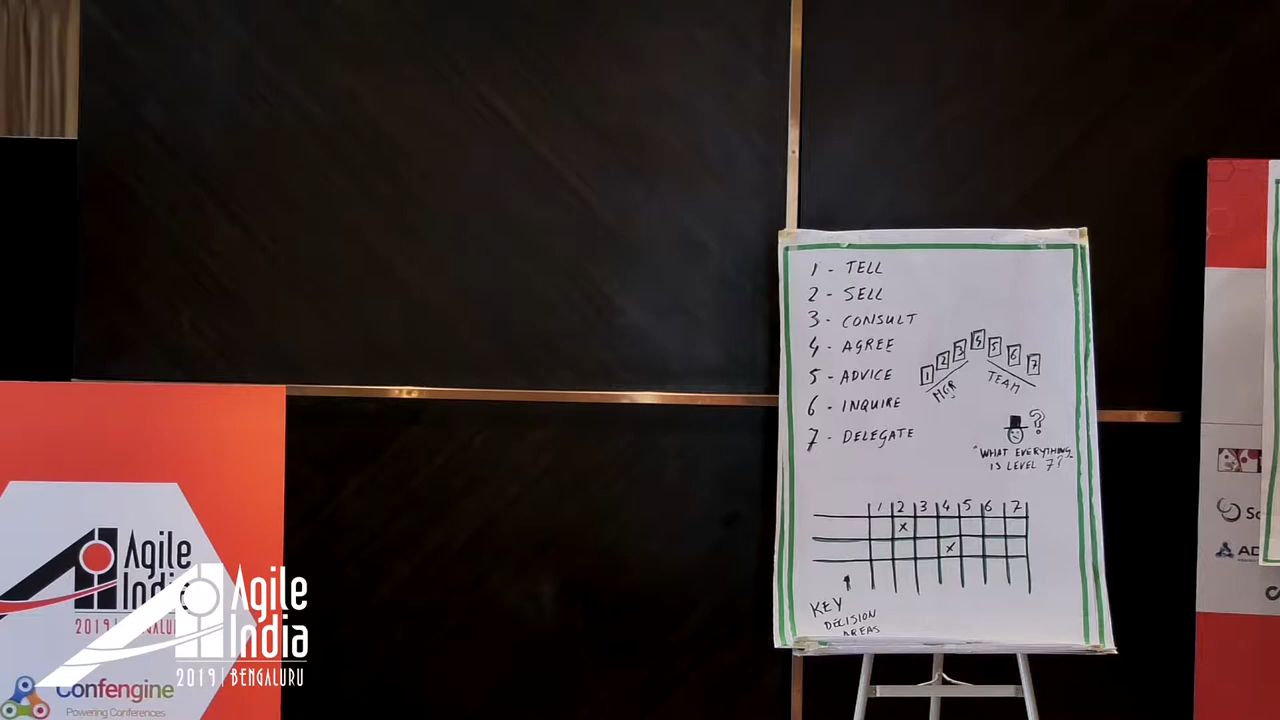 1 - TELL
2 - SELL
3 - CONSULT
4 - AGREE
5 - ADVICE
6 - INQUIRE
7 - DELEGATE
1 2 3 4 5 6 7
MGR
TEAM
?
"WHAT EVERYTHING
IS LEVEL 7?
1 2 3 4 5 6 7
x
x
KEY
DECISION
AREAS
Agile
India
2019
Agile
India
2019 | BENGALURU
Confengine
Powering Conferences